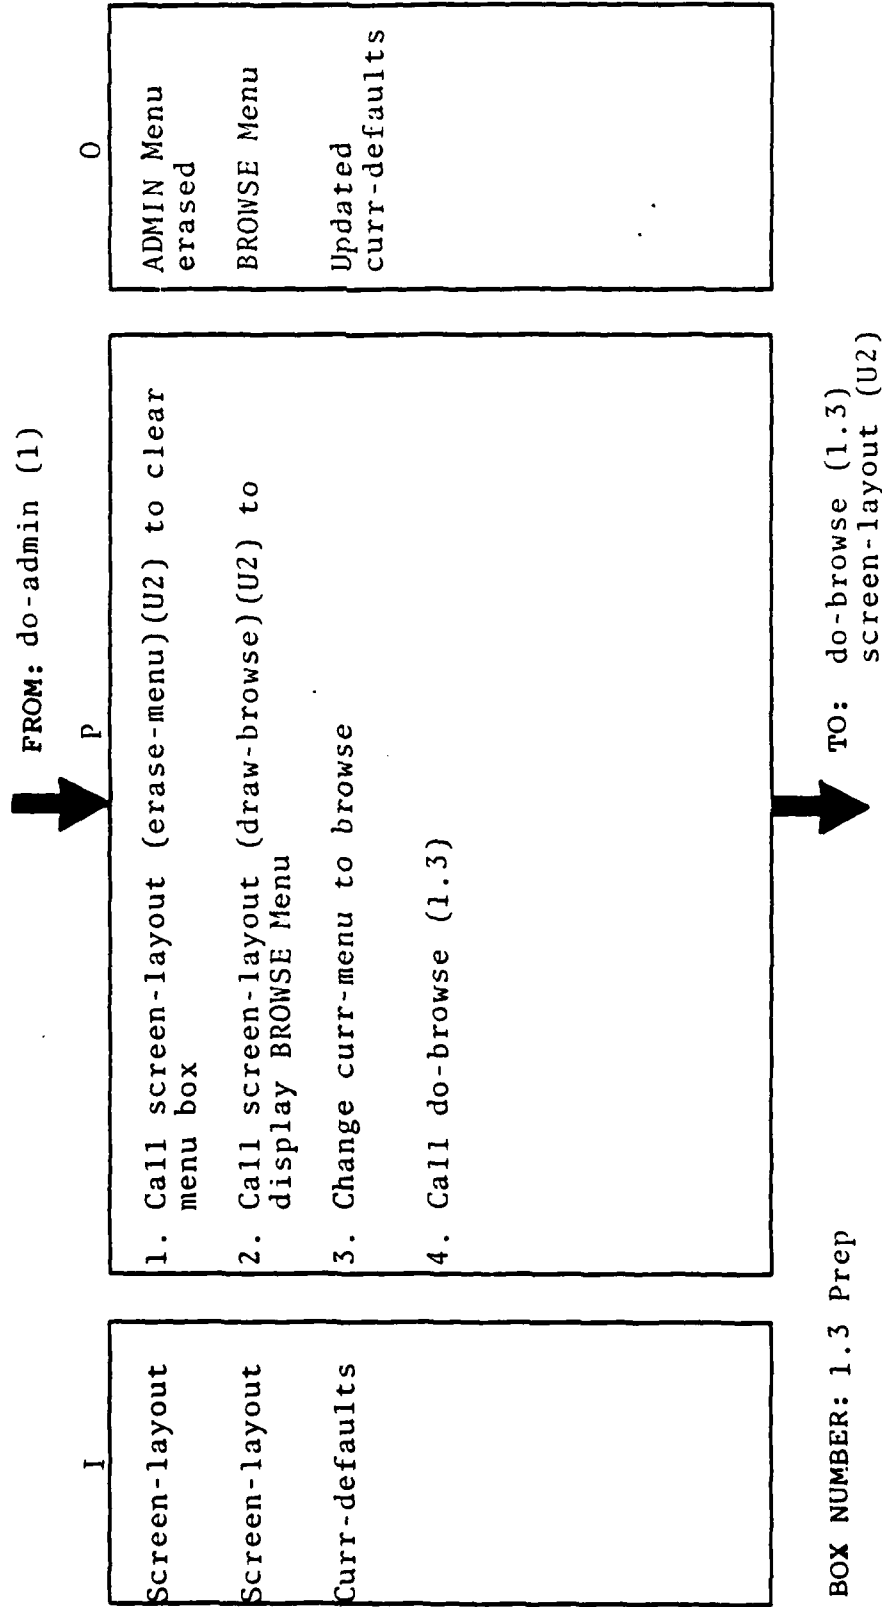 FROM: do-admin (1)
I
Screen-layout
Screen-layout
Curr-defaults
P
1. Call screen-layout (erase-menu)(U2) to clear
menu box
2. Call screen-layout (draw-browse)(U2) to
display BROWSE Menu
3. Change curr-menu to browse
4. Call do-browse (1.3)
O
ADMIN Menu
erased
BROWSE Menu
Updated
curr-defaults
BOX NUMBER: 1.3 Prep
TO: do-browse (1.3)
screen-layout (U2)